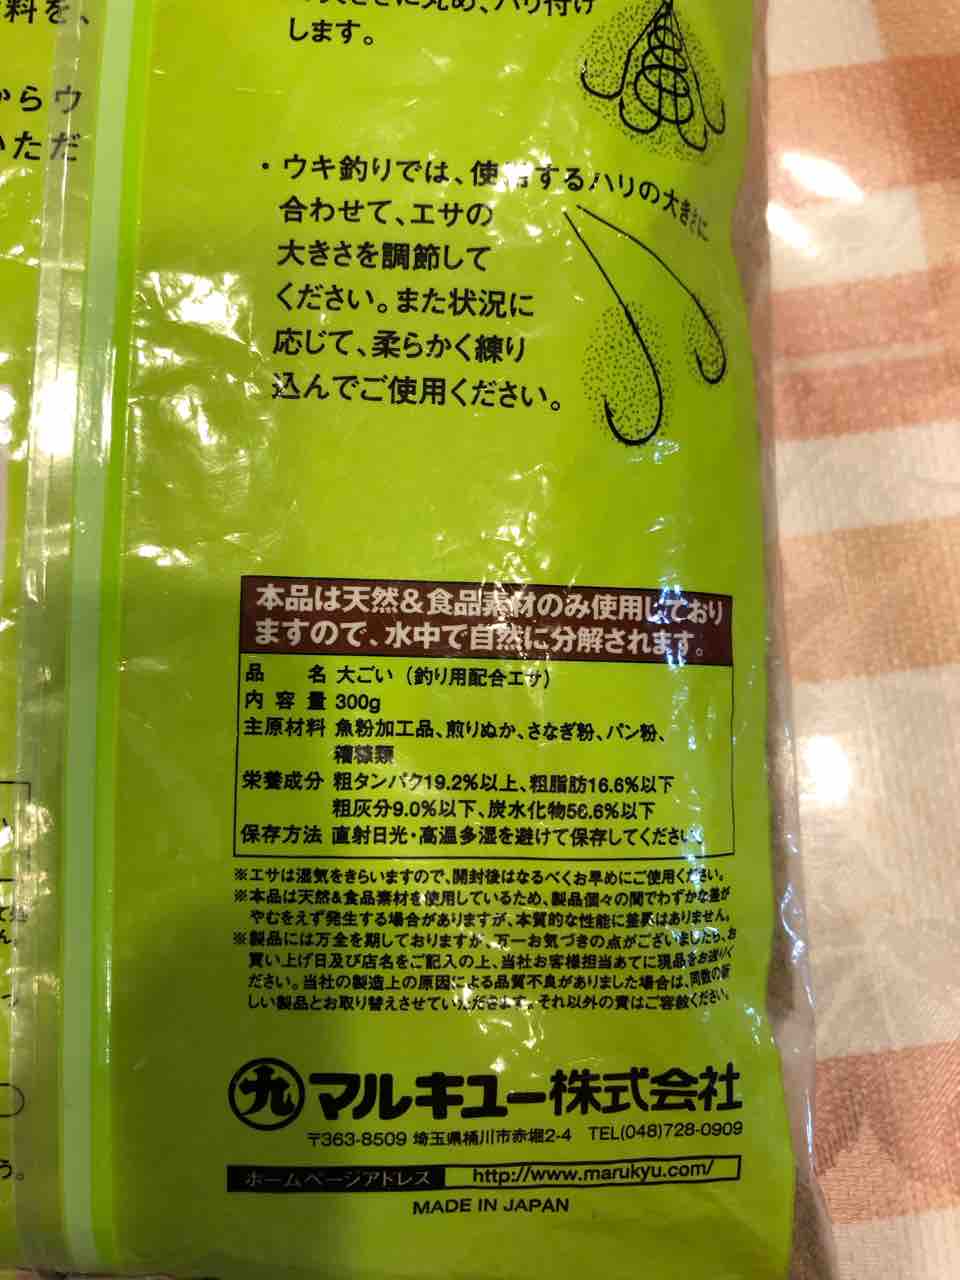 料を、
からウ
いただ
します。
・ウキ釣りでは、使用するハリの大きさに
合わせて、エサの
大きさを調節して
ください。また状況に
応じて、柔らかく練り
込んでご使用ください。
本品は天然&食品素材のみ使用しており
ますので、水中で自然に分解されます。
品 名 大ごい（釣り用配合エサ）
内容量 300g
主原材料 魚粉加工品、煎りぬか、さなぎ粉、パン粉、
糟糠類
栄養成分 粗タンパク19.2%以上、粗脂肪16.6%以下
粗灰分9.0%以下、炭水化物56.6%以下
保存方法 直射日光・高温多湿を避けて保存してください。
※エサは湿気をきらいますので、開封後はなるべくお早めにご使用ください。
※本品は天然&食品素材を使用しているため、製品個々の間でわずかな差が
やむをえず発生する場合がありますが、本質的な性能に差異はありません。
※製品には万全を期しておりますが、万一お気づきの点がございましたら、お
買い上げ日及び店名をご記入の上、当社お客様担当あてに現品をお送りく
ださい。当社の製造上の原因による品質不良がありました場合は、同数の新
しい製品とお取り替えさせていただきます。それ以外の責はご容赦ください。
九 マルキユー株式会社
〒363-8509 埼玉県桶川市赤堀2-4 TEL(048)728-0909
ホームページアドレス http://www.marukyu.com/
MADE IN JAPAN